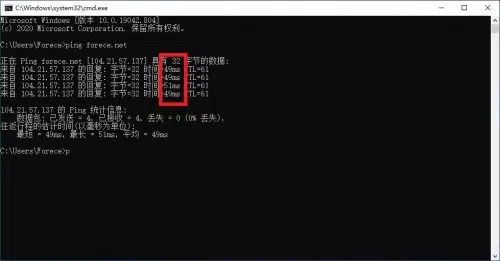 C:\Windows\system32\cmd.exe
Microsoft Windows [版本 10.0.19042.804]
(c) 2020 Microsoft Corporation. 保留所有权利。
C:\Users\Forece>ping forece.net
正在 Ping forece.net [104.21.57.137] 具有 32 字节的数据:
来自 104.21.57.137 的回复: 字节=32 时间=49ms TTL=61
来自 104.21.57.137 的回复: 字节=32 时间=49ms TTL=61
来自 104.21.57.137 的回复: 字节=32 时间=51ms TTL=61
来自 104.21.57.137 的回复: 字节=32 时间=49ms TTL=61
104.21.57.137 的 Ping 统计信息:
数据包: 已发送 = 4，已接收 = 4，丢失 = 0 (0% 丢失)，
往返行程的估计时间(以毫秒为单位):
最短 = 49ms，最长 = 51ms，平均 = 49ms
C:\Users\Forece>p